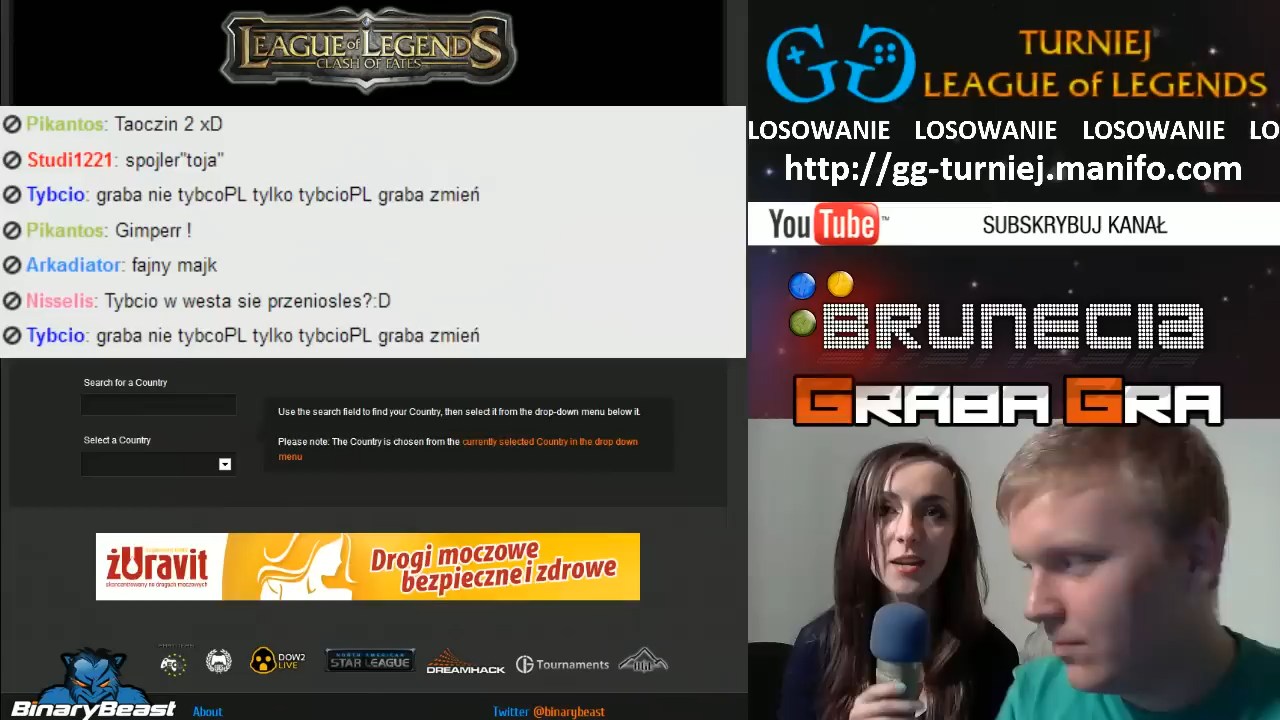 LEAGUE of LEGENDS
CLASH OF FATES
Pikantos: Taoczin 2 xD
Studi1221: spojler"toja"
Tybcio: graba nie tybcoPL tylko tybcioPL graba zmień
Pikantos: Gimperr !
Arkadiator: fajny majk
Nisselis: Tybcio w westa sie przeniosles?:D
Tybcio: graba nie tybcoPL tylko tybcioPL graba zmień
Search for a Country
Use the search field to find your Country, then select it from the drop-down menu below it.
Select a Country
Please note: The Country is chosen from the currently selected Country in the drop down
menu
żUravit
Drogi moczowe
bezpieczne i zdrowe
DOW2
LIVE
NORTH AMERICAN
STAR LEAGUE
DREAMHACK
Tournaments
BinaryBeast
About
Twitter @binarybeast
GG
TURNIEJ
LEAGUE of LEGENDS
LOSOWANIE LOSOWANIE LOSOWANIE LO
http://gg-turniej.manifo.com
YouTube™
SUBSKRYBUJ KANAŁ
BRUNECIA
GRABA GRA